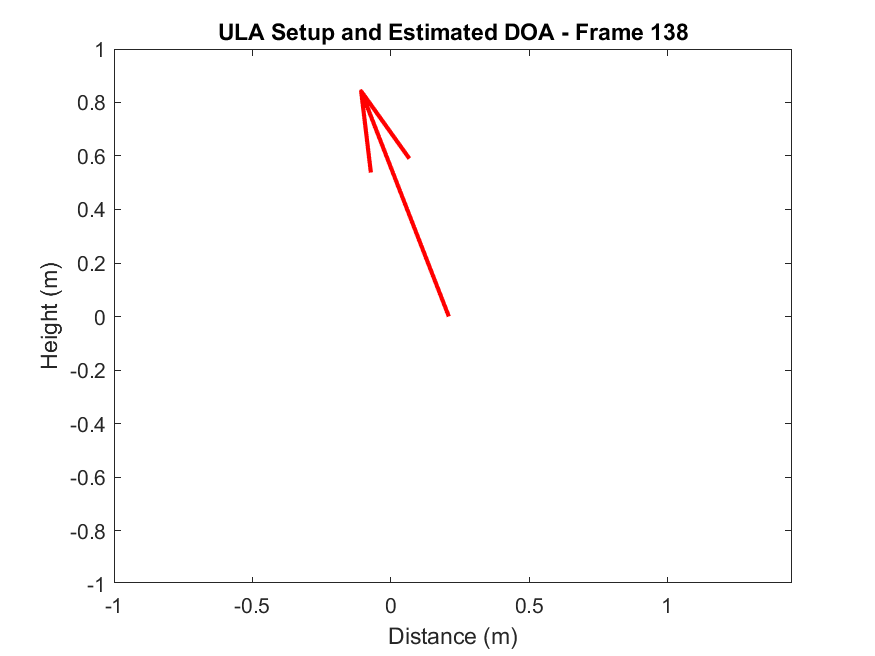 ULA Setup and Estimated DOA - Frame 138
1
0.8
0.6
0.4
0.2
0
-0.2
-0.4
-0.6
-0.8
-1
Height (m)
-1 -0.5 0 0.5 1
Distance (m)